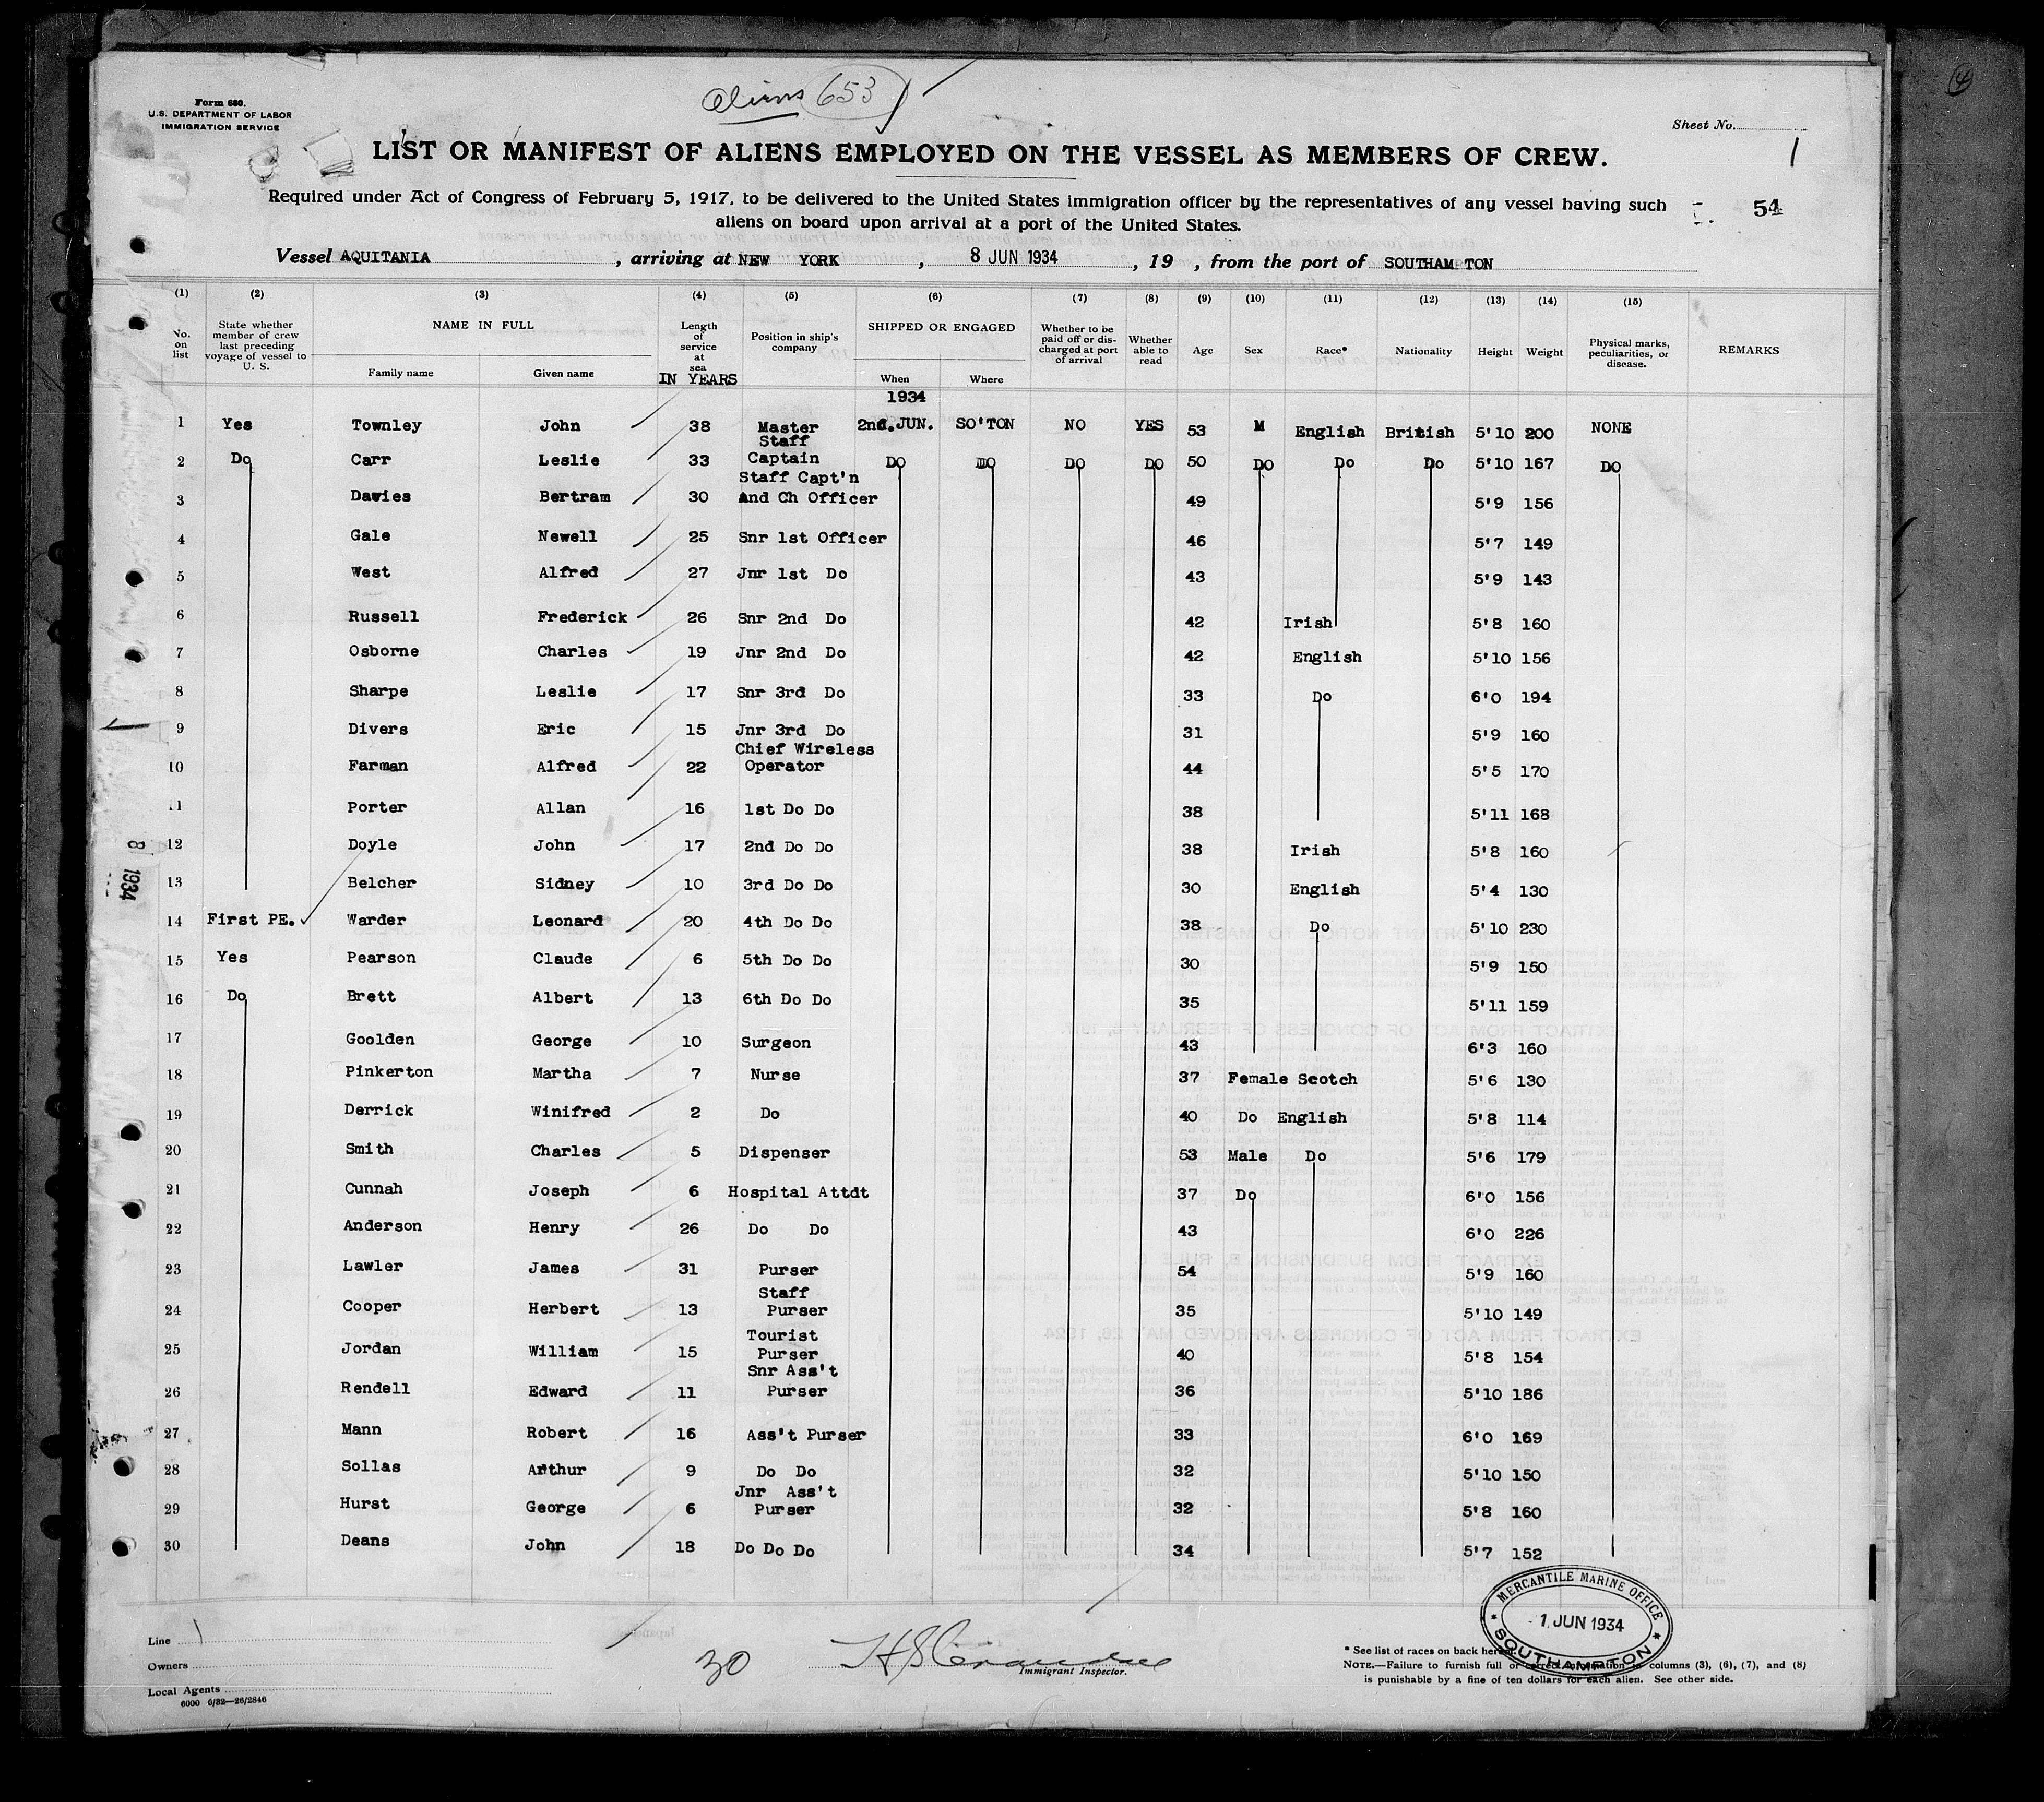 aliens 653
4
Form 680.
U.S. DEPARTMENT OF LABOR
IMMIGRATION SERVICE
Sheet No.
1
LIST OR MANIFEST OF ALIENS EMPLOYED ON THE VESSEL AS MEMBERS OF CREW.
Required under Act of Congress of February 5, 1917, to be delivered to the United States immigration officer by the representatives of any vessel having such
aliens on board upon arrival at a port of the United States.
54
Vessel AQUITANIA, arriving at NEW YORK, 8 JUN 1934, 19 , from the port of SOUTHAMPTON
(1) (2) (3) (4) (5) (6) (7) (8) (9) (10) (11) (12) (13) (14) (15)
No. on list
State whether member of crew last preceding voyage of vessel to U. S.
NAME IN FULL
Family name Given name
Length of service at sea
IN YEARS
Position in ship's company
SHIPPED OR ENGAGED
When Where
Whether to be paid off or discharged at port of arrival
Whether able to read
Age Sex Race* Nationality Height Weight
Physical marks, peculiarities, or disease.
REMARKS
1934
1 Yes Townley John 38 Master 2nd.JUN. SO'TON NO YES 53 M English British 5'10 200 NONE
2 Do Carr Leslie 33 Staff Captain DO DO DO DO 50 DO Do Do 5'10 167 DO
3 Davies Bertram 30 Staff Capt'n And Ch Officer 49 5'9 156
4 Gale Newell 25 Snr 1st Officer 46 5'7 149
5 West Alfred 27 Jnr 1st Do 43 5'9 143
6 Russell Frederick 26 Snr 2nd Do 42 Irish 5'8 160
7 Osborne Charles 19 Jnr 2nd Do 42 English 5'10 156
8 Sharpe Leslie 17 Snr 3rd Do 33 Do 6'0 194
9 Divers Eric 15 Jnr 3rd Do 31 5'9 160
10 Farman Alfred 22 Chief Wireless Operator 44 5'5 170
11 Porter Allan 16 1st Do Do 38 5'11 168
12 Doyle John 17 2nd Do Do 38 Irish 5'8 160
13 Belcher Sidney 10 3rd Do Do 30 English 5'4 130
14 First PE. Warder Leonard 20 4th Do Do 38 Do 5'10 230
15 Yes Pearson Claude 6 5th Do Do 30 5'9 150
16 Do Brett Albert 13 6th Do Do 35 5'11 159
17 Goolden George 10 Surgeon 43 6'3 160
18 Pinkerton Martha 7 Nurse 37 Female Scotch 5'6 130
19 Derrick Winifred 2 Do 40 Do English 5'8 114
20 Smith Charles 5 Dispenser 53 Male Do 5'6 179
21 Cunnah Joseph 6 Hospital Attdt 37 Do 6'0 156
22 Anderson Henry 26 Do Do 43 6'0 226
23 Lawler James 31 Purser 54 5'9 160
24 Cooper Herbert 13 Staff Purser 35 5'10 149
25 Jordan William 15 Tourist Purser 40 5'8 154
26 Rendell Edward 11 Snr Ass't Purser 36 5'10 186
27 Mann Robert 16 Ass't Purser 33 6'0 169
28 Sollas Arthur 9 Do Do 32 5'10 150
29 Hurst George 6 Jnr Ass't Purser 32 5'8 160
30 Deans John 18 Do Do Do 34 5'7 152
8 1934
MERCANTILE MARINE OFFICE
1 JUN 1934
SOUTHAMPTON
Line
Owners
Local Agents
6000 6/32—26/2846
30
Immigrant Inspector.
* See list of races on back hereof.
NOTE.—Failure to furnish full or correct information in columns (3), (6), (7), and (8)
is punishable by a fine of ten dollars for each alien. See other side.